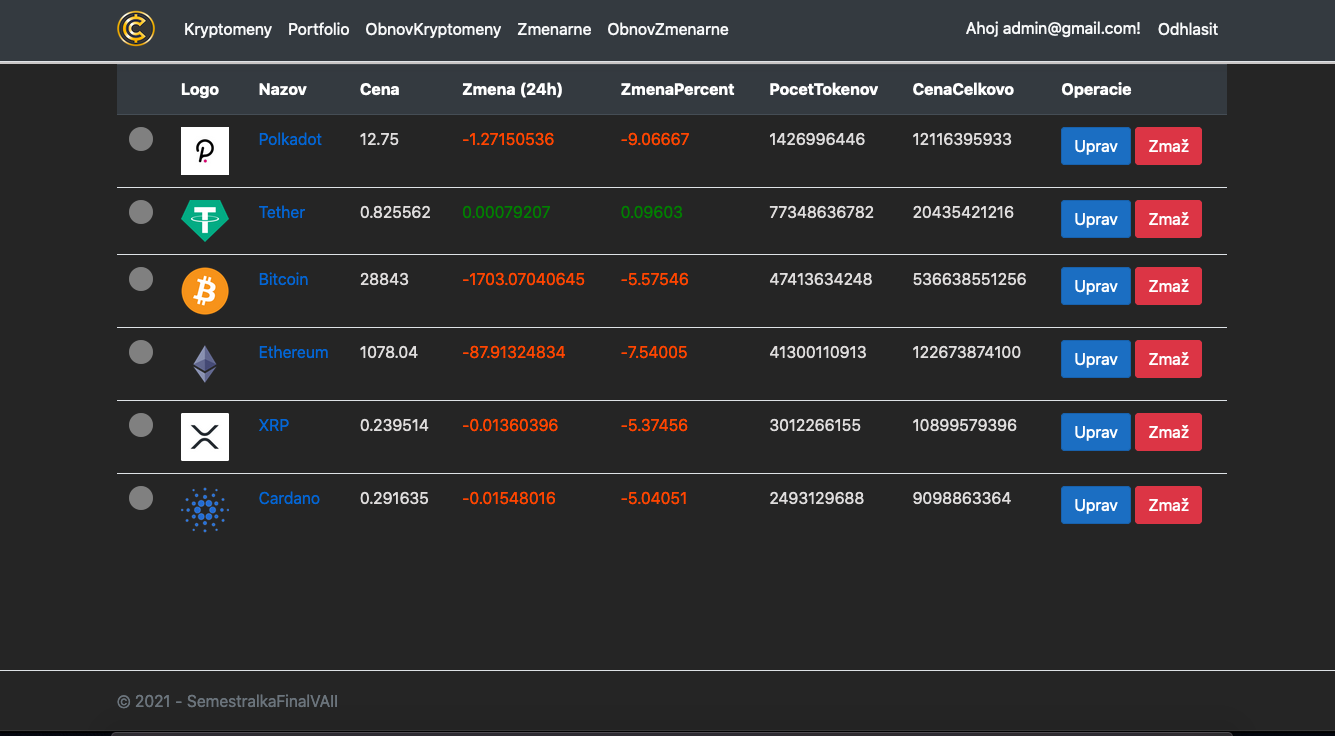 Kryptomeny Portfolio ObnovKryptomeny Zmenarne ObnovZmenarne Ahoj admin@gmail.com! Odhlasit
Logo Nazov Cena Zmena (24h) ZmenaPercent PocetTokenov CenaCelkovo Operacie
Polkadot 12.75 -1.27150536 -9.06667 1426996446 12116395933 Uprav Zmaž
Tether 0.825562 0.00079207 0.09603 77348636782 20435421216 Uprav Zmaž
Bitcoin 28843 -1703.07040645 -5.57546 47413634248 536638551256 Uprav Zmaž
Ethereum 1078.04 -87.91324834 -7.54005 41300110913 122673874100 Uprav Zmaž
XRP 0.239514 -0.01360396 -5.37456 3012266155 10899579396 Uprav Zmaž
Cardano 0.291635 -0.01548016 -5.04051 2493129688 9098863364 Uprav Zmaž
© 2021 - SemestralkaFinalVAII